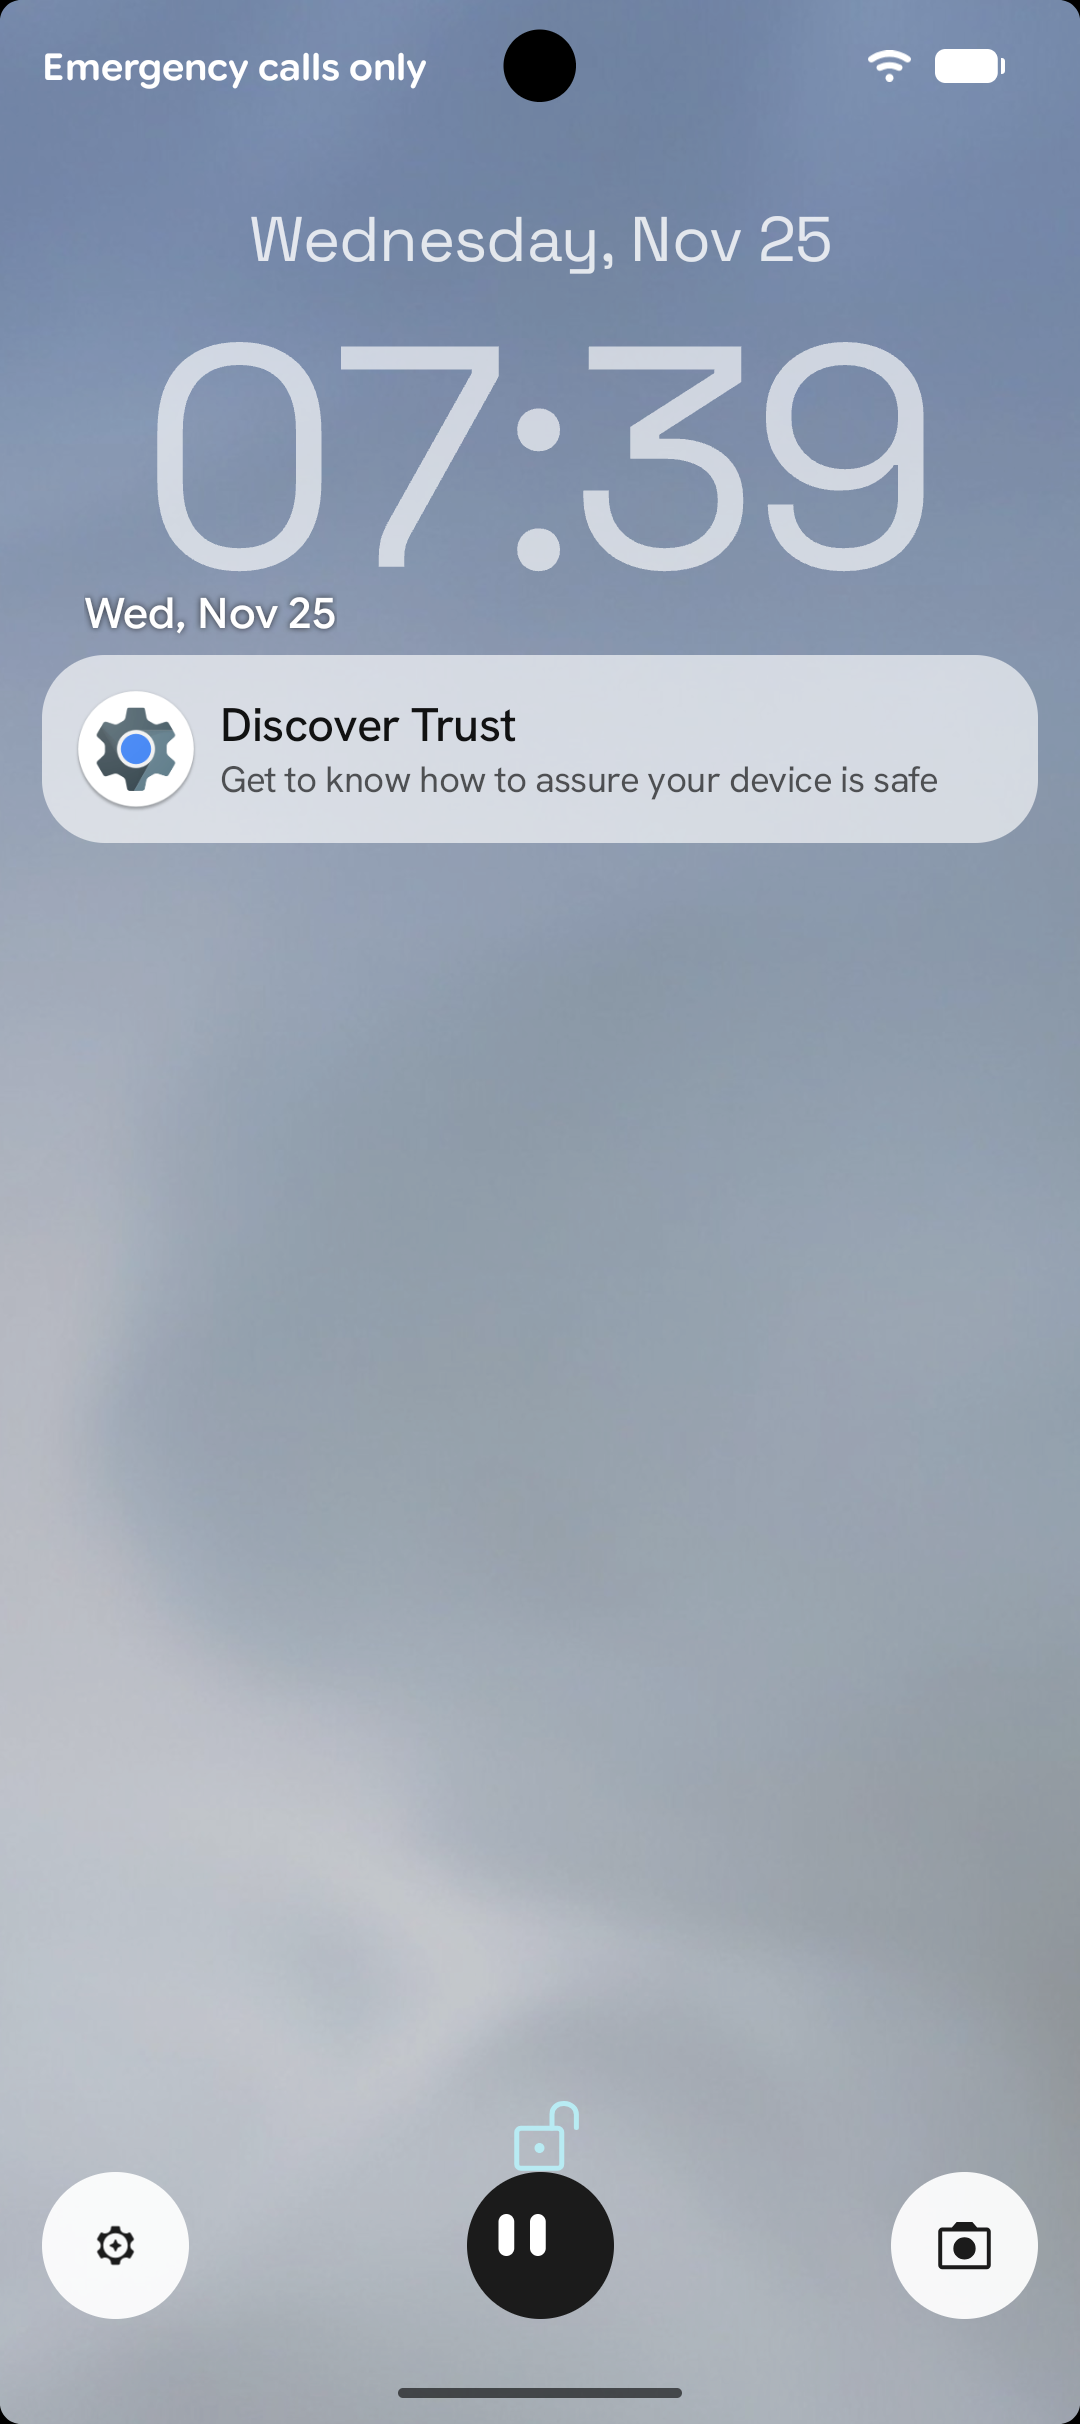 Emergency calls only
Wednesday, Nov 25
07:39
Wed, Nov 25
Discover Trust
Get to know how to assure your device is safe